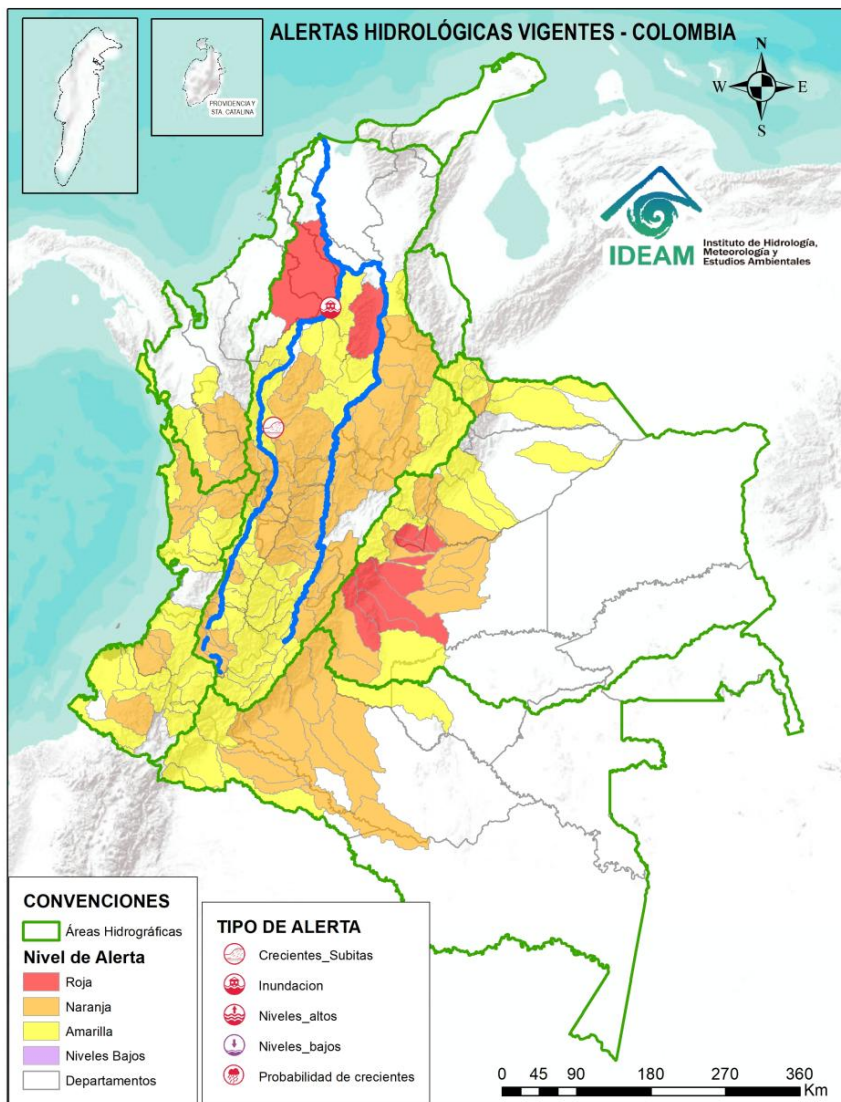 ALERTAS HIDROLÓGICAS VIGENTES - COLOMBIA
PROVIDENCIA Y
STA. CATALINA
N
W
E
S
IDEAM
Instituto de Hidrología,
Meteorología y
Estudios Ambientales
CONVENCIONES
Áreas Hidrográficas
Nivel de Alerta
Roja
Naranja
Amarilla
Niveles Bajos
Departamentos
TIPO DE ALERTA
Crecientes_Subitas
Inundacion
Niveles_altos
Niveles_bajos
Probabilidad de crecientes
0 45 90 180 270 360
Km